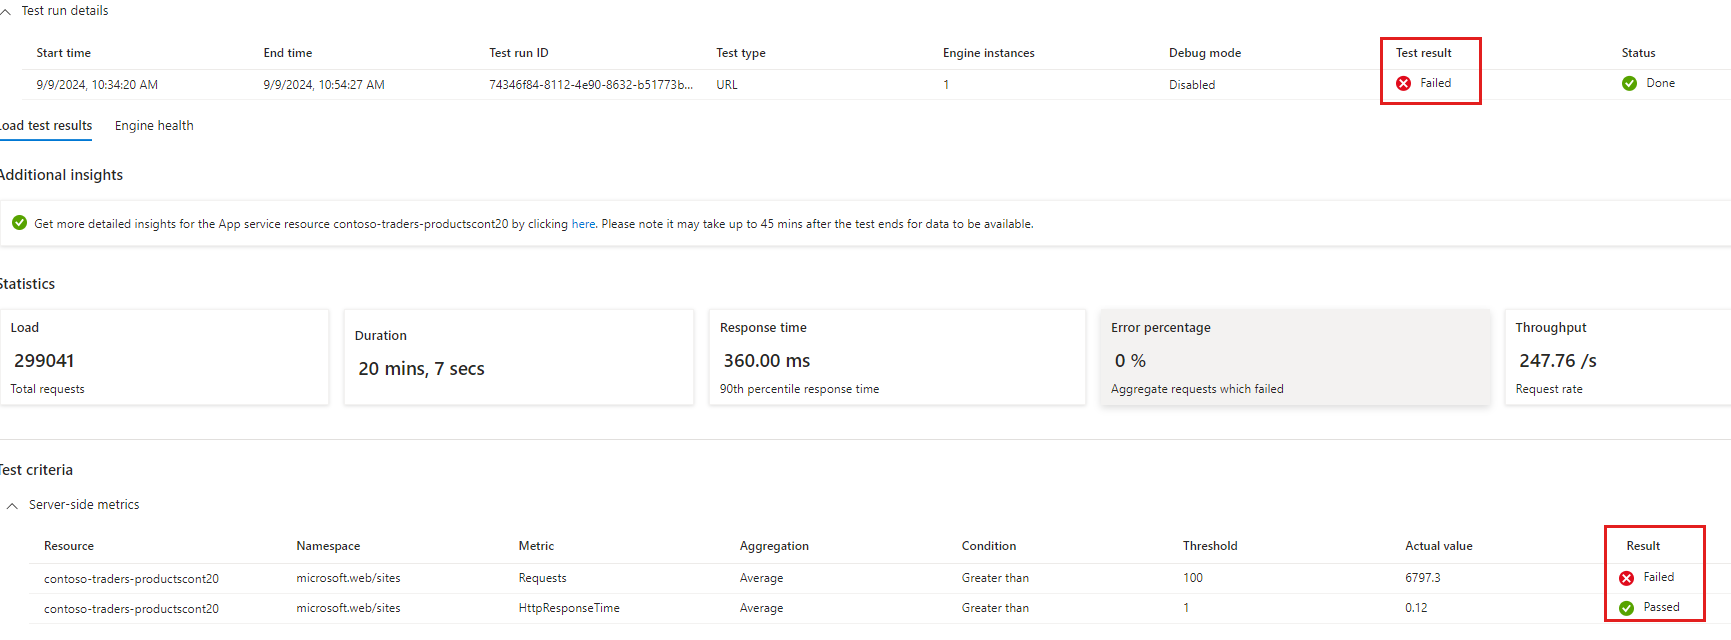 Test run details
Start time End time Test run ID Test type Engine instances Debug mode Test result Status
9/9/2024, 10:34:20 AM 9/9/2024, 10:54:27 AM 74346f84-8112-4e90-8632-b51773b... URL 1 Disabled Failed Done
Load test results Engine health
Additional insights
Get more detailed insights for the App service resource contoso-traders-productscont20 by clicking here. Please note it may take up to 45 mins after the test ends for data to be available.
Statistics
Load Duration Response time Error percentage Throughput
299041 20 mins, 7 secs 360.00 ms 0 % 247.76 /s
Total requests 90th percentile response time Aggregate requests which failed Request rate
Test criteria
Server-side metrics
Resource Namespace Metric Aggregation Condition Threshold Actual value Result
contoso-traders-productscont20 microsoft.web/sites Requests Average Greater than 100 6797.3 Failed
contoso-traders-productscont20 microsoft.web/sites HttpResponseTime Average Greater than 1 0.12 Passed